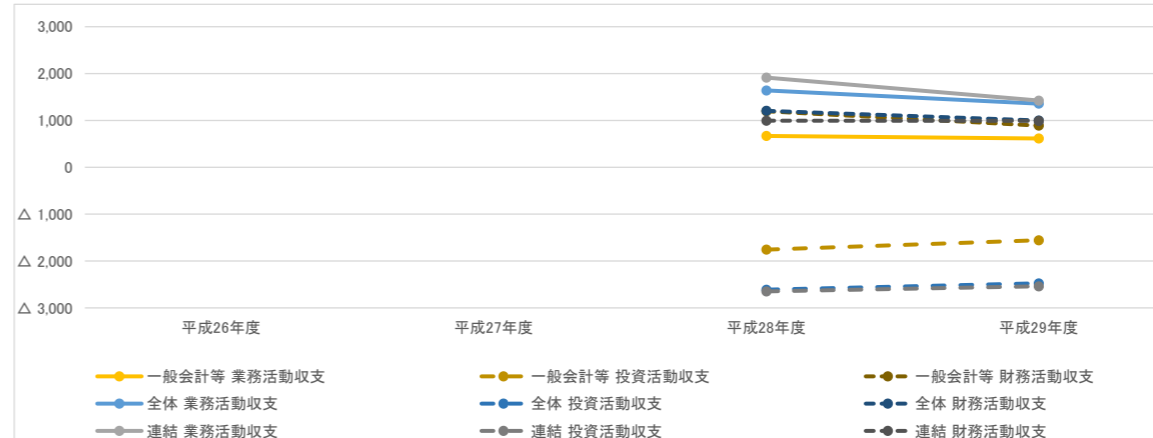 3,000
2,000
1,000
0
△ 1,000
△ 2,000
△ 3,000
平成26年度 平成27年度 平成28年度 平成29年度
一般会計等 業務活動収支 一般会計等 投資活動収支 一般会計等 財務活動収支
全体 業務活動収支 全体 投資活動収支 全体 財務活動収支
連結 業務活動収支 連結 投資活動収支 連結 財務活動収支